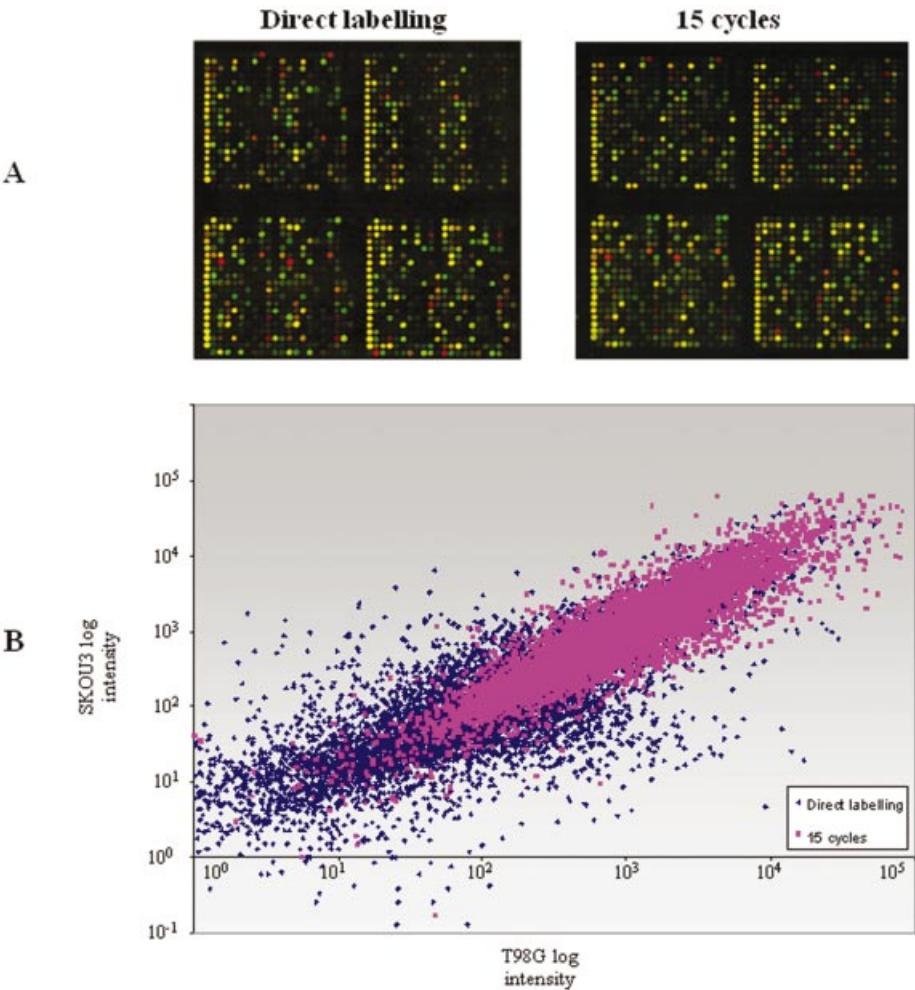 Direct labelling
15 cycles
A
B
10^5
10^4
10^3
10^2
10^1
10^0
10^-1
SKOU3 log
intensity
10^0 10^1 10^2 10^3 10^4 10^5
Direct labelling
15 cycles
T98G log
intensity